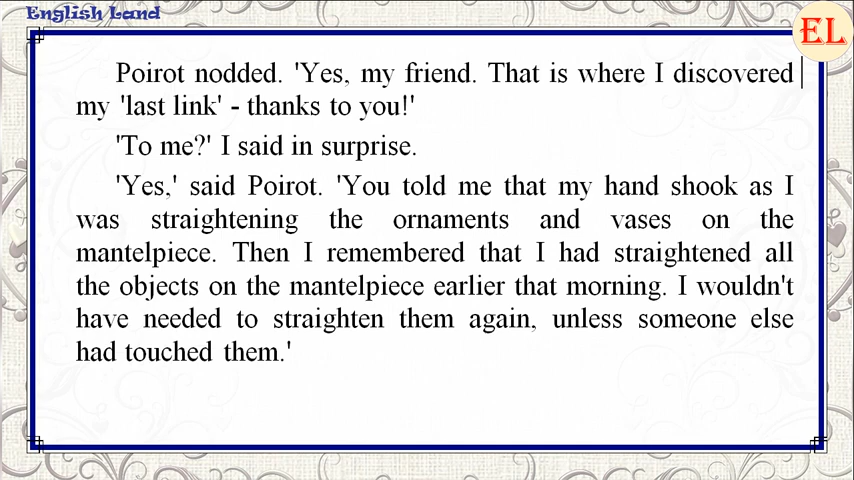 English Land
EL
Poirot nodded. 'Yes, my friend. That is where I discovered
my 'last link' - thanks to you!'
'To me?' I said in surprise.
'Yes,' said Poirot. 'You told me that my hand shook as I
was straightening the ornaments and vases on the
mantelpiece. Then I remembered that I had straightened all
the objects on the mantelpiece earlier that morning. I wouldn't
have needed to straighten them again, unless someone else
had touched them.'